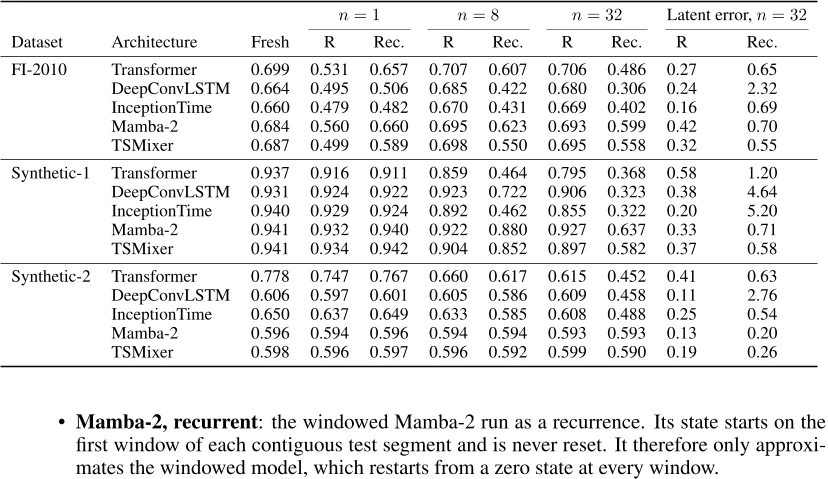 n = 1 n = 8 n = 32 Latent error, n = 32
Dataset Architecture Fresh R Rec. R Rec. R Rec. R Rec.
FI-2010 Transformer 0.699 0.531 0.657 0.707 0.607 0.706 0.486 0.27 0.65
DeepConvLSTM 0.664 0.495 0.506 0.685 0.422 0.680 0.306 0.24 2.32
InceptionTime 0.660 0.479 0.482 0.670 0.431 0.669 0.402 0.16 0.69
Mamba-2 0.684 0.560 0.660 0.695 0.623 0.693 0.599 0.42 0.70
TSMixer 0.687 0.499 0.589 0.698 0.550 0.695 0.558 0.32 0.55
Synthetic-1 Transformer 0.937 0.916 0.911 0.859 0.464 0.795 0.368 0.58 1.20
DeepConvLSTM 0.931 0.924 0.922 0.923 0.722 0.906 0.323 0.38 4.64
InceptionTime 0.940 0.929 0.924 0.892 0.462 0.855 0.322 0.20 5.20
Mamba-2 0.941 0.932 0.940 0.922 0.880 0.927 0.637 0.33 0.71
TSMixer 0.941 0.934 0.942 0.904 0.852 0.897 0.582 0.37 0.58
Synthetic-2 Transformer 0.778 0.747 0.767 0.660 0.617 0.615 0.452 0.41 0.63
DeepConvLSTM 0.606 0.597 0.601 0.605 0.586 0.609 0.458 0.11 2.76
InceptionTime 0.650 0.637 0.649 0.633 0.585 0.608 0.488 0.25 0.54
Mamba-2 0.596 0.594 0.596 0.594 0.594 0.593 0.593 0.13 0.20
TSMixer 0.598 0.596 0.597 0.596 0.592 0.599 0.590 0.19 0.26
• Mamba-2, recurrent: the windowed Mamba-2 run as a recurrence. Its state starts on the
first window of each contiguous test segment and is never reset. It therefore only approxi-
mates the windowed model, which restarts from a zero state at every window.